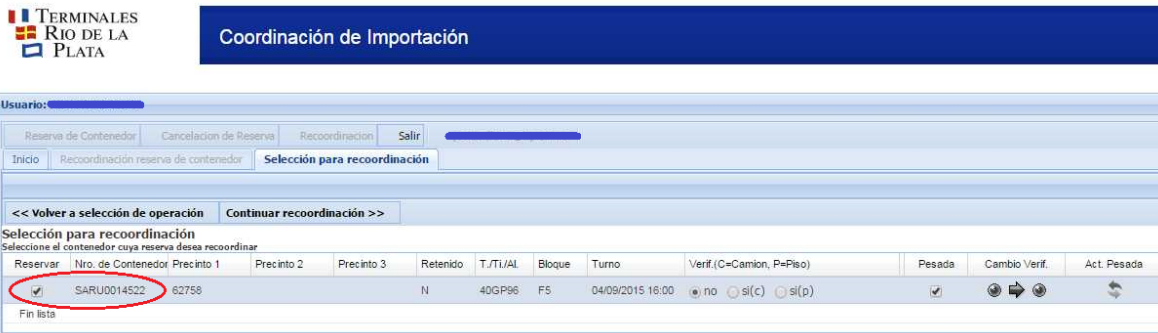 TERMINALES
RIO DE LA
PLATA
Coordinación de Importación
Usuario:
Reserva de Contenedor Cancelacion de Reserva Recoordinacion Salir
Inicio Recoordinación reserva de contenedor Selección para recoordinación
<< Volver a selección de operación Continuar recoordinación >>
Selección para recoordinación
Seleccione el contenedor cuya reserva desea recoordinar
Reservar Nro. de Contenedor Precinto 1 Precinto 2 Precinto 3 Retenido T./Ti./Al. Bloque Turno Verif.(C=Camion, P=Piso) Pesada Cambio Verif. Act. Pesada
SARU0014522 62758 N 40GP96 F5 04/09/2015 16:00 no si(c) si(p)
Fin lista